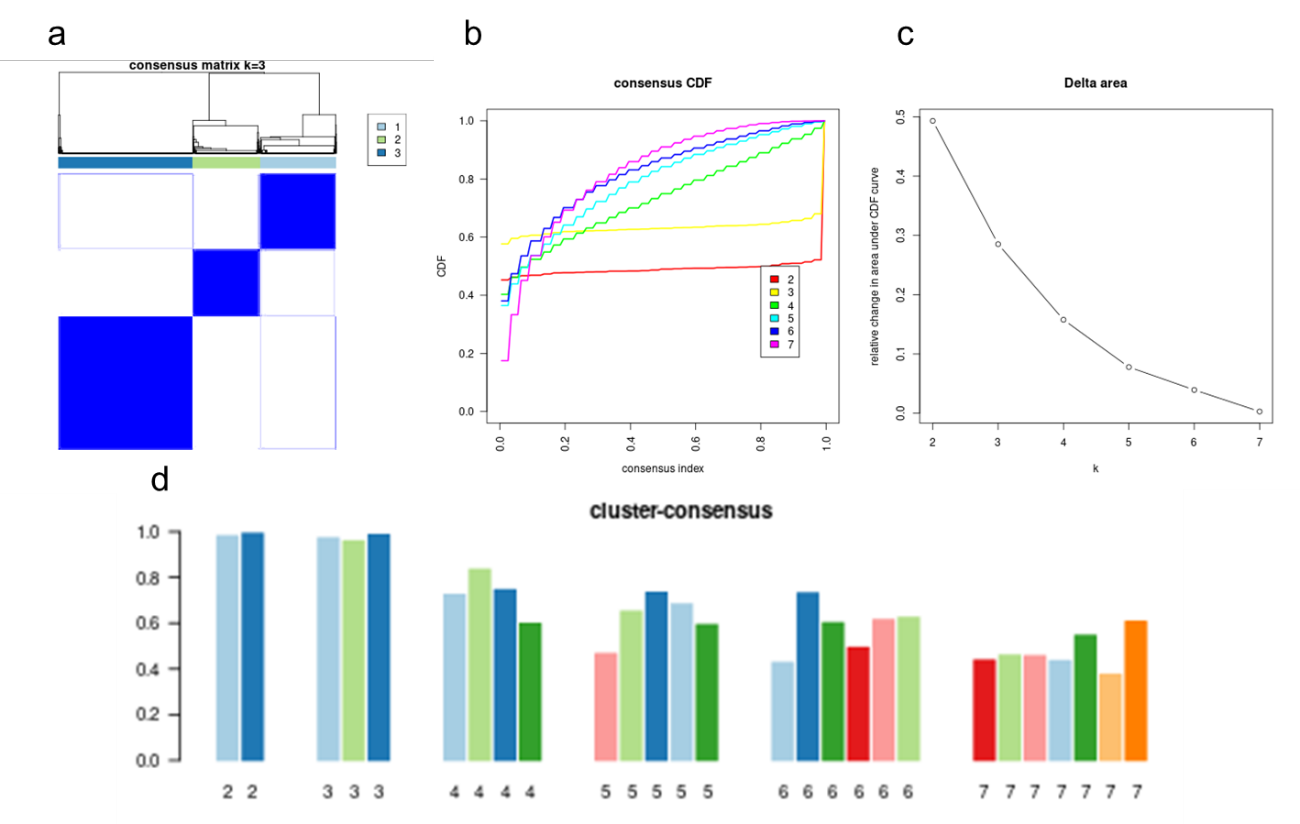 a
consensus matrix k=3
1
2
3
b
consensus CDF
CDF
1.0
0.8
0.6
0.4
0.2
0.0
0.0 0.2 0.4 0.6 0.8 1.0
consensus index
2
3
4
5
6
7
c
Delta area
relative change in area under CDF curve
0.5
0.4
0.3
0.2
0.1
0.0
2 3 4 5 6 7
k
d
cluster-consensus
1.0
0.8
0.6
0.4
0.2
0.0
2 2 3 3 3 4 4 4 4 5 5 5 5 5 6 6 6 6 6 6 7 7 7 7 7 7 7